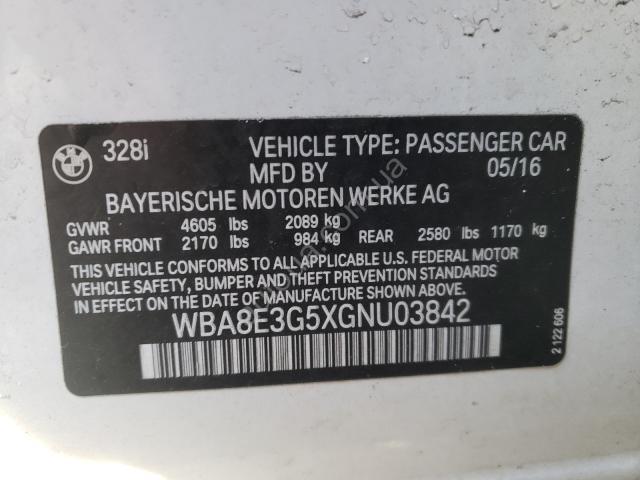 328i VEHICLE TYPE: PASSENGER CAR
MFD BY 05/16
BAYERISCHE MOTOREN WERKE AG
GVWR 4605 lbs 2089 kg
GAWR FRONT 2170 lbs 984 kg REAR 2580 lbs 1170 kg
THIS VEHICLE CONFORMS TO ALL APPLICABLE U.S. FEDERAL MOTOR
VEHICLE SAFETY, BUMPER AND THEFT PREVENTION STANDARDS
IN EFFECT ON THE DATE OF MANUFACTURE SHOWN ABOVE.
WBA8E3G5XGNU03842
2 122 606